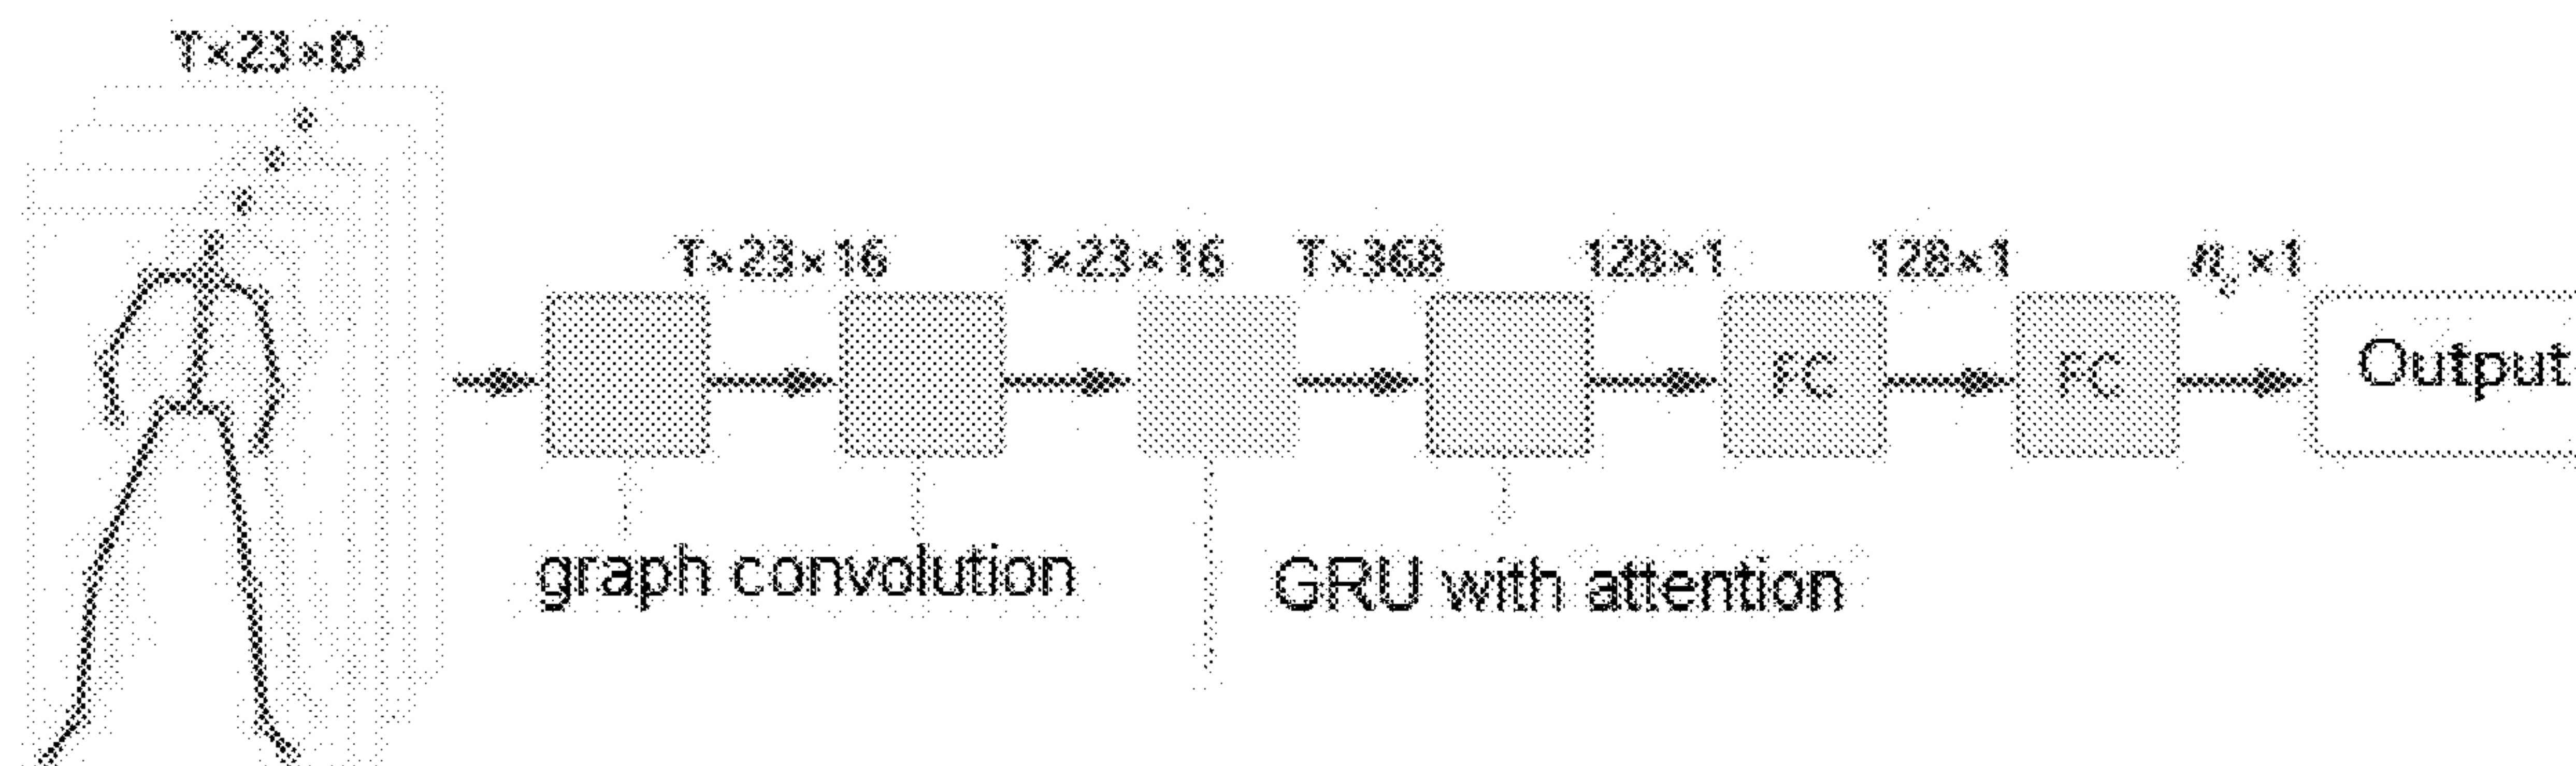 T×23×D
T×23×16
T×23×16
T×368
128×1
128×1
×1
FC
FC
Output
graph convolution
GRU with attention